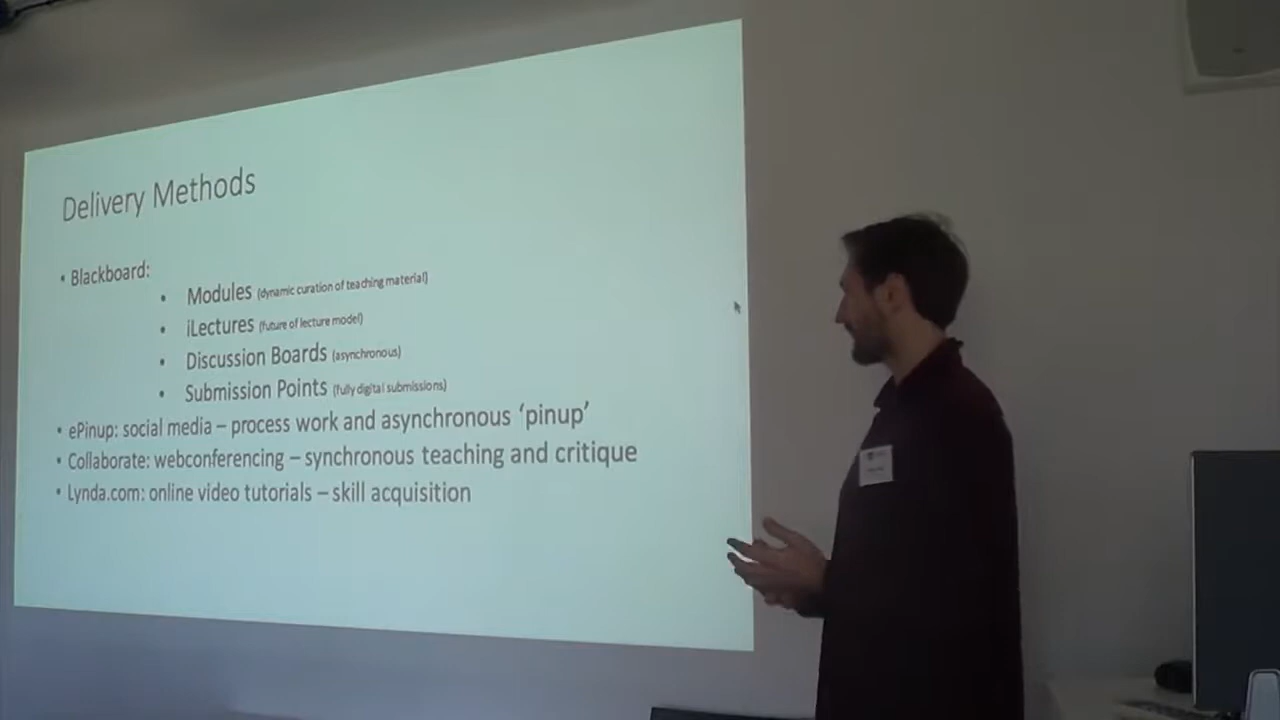 Delivery Methods
• Blackboard:
• Modules (dynamic curation of teaching material)
• iLectures (future of lecture model)
• Discussion Boards (asynchronous)
• Submission Points (fully digital submissions)
• ePinup: social media – process work and asynchronous ‘pinup’
• Collaborate: webconferencing – synchronous teaching and critique
• Lynda.com: online video tutorials – skill acquisition